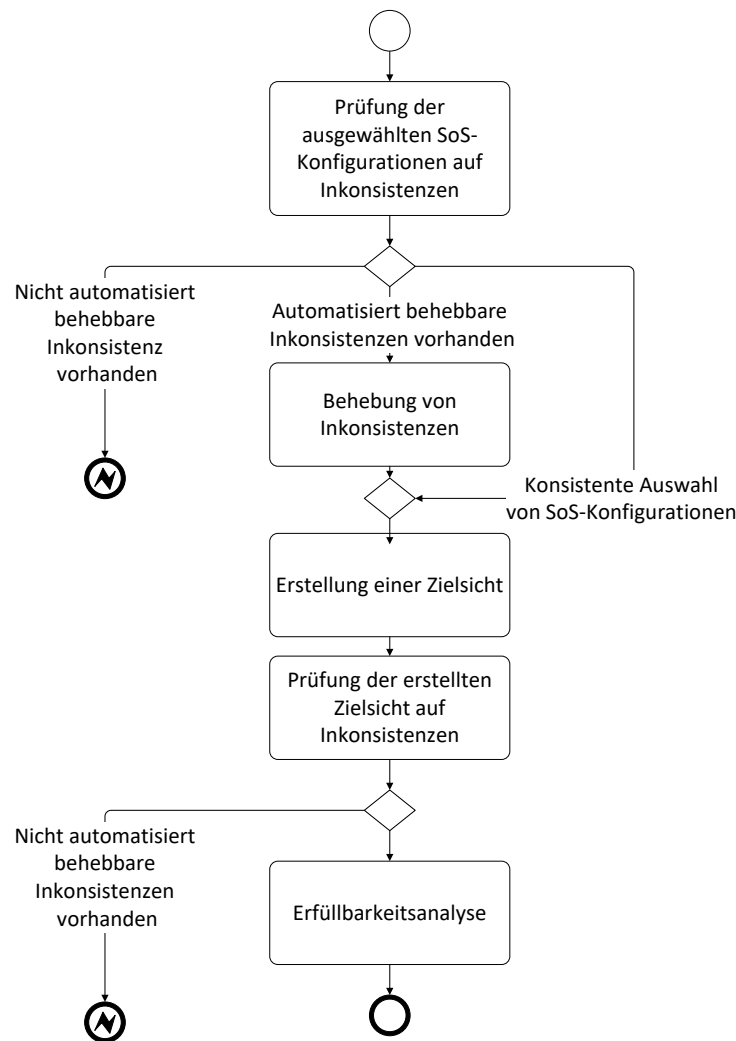 Prüfung der
ausgewählten SoS-
Konfigurationen auf
Inkonsistenzen
Nicht automatisiert
behebbare
Inkonsistenz
vorhanden
Automatisiert behebbare
Inkonsistenzen vorhanden
Behebung von
Inkonsistenzen
Konsistente Auswahl
von SoS-Konfigurationen
Erstellung einer Zielsicht
Prüfung der erstellten
Zielsicht auf
Inkonsistenzen
Nicht automatisiert
behebbare
Inkonsistenzen
vorhanden
Erfüllbarkeitsanalyse